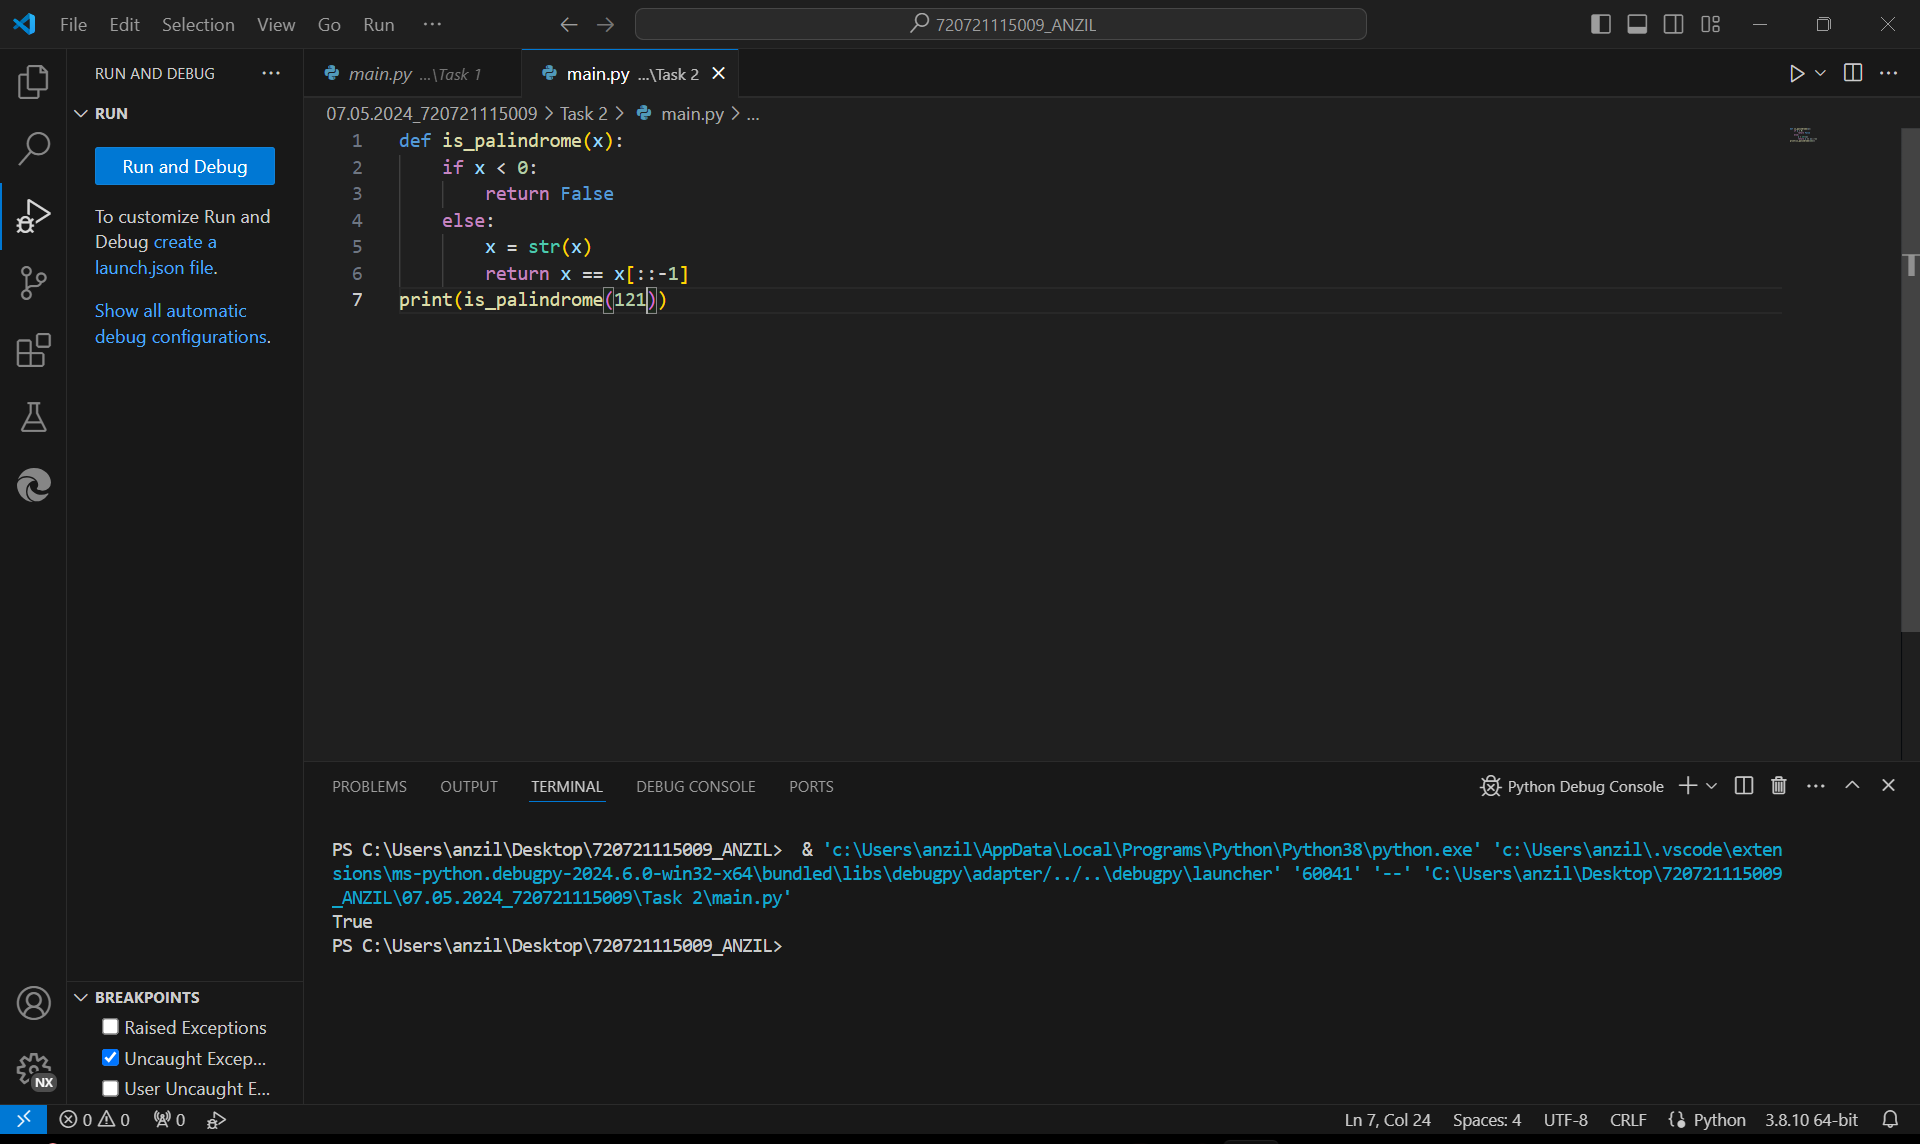 File Edit Selection View Go Run ...
720721115009_ANZIL
RUN AND DEBUG ...
main.py ...\Task 1
main.py ...\Task 2
RUN
07.05.2024_720721115009 > Task 2 > main.py > ...
Run and Debug
To customize Run and
Debug create a
launch.json file.
Show all automatic
debug configurations.
1 def is_palindrome(x):
2     if x < 0:
3         return False
4     else:
5         x = str(x)
6         return x == x[::-1]
7 print(is_palindrome(121))
PROBLEMS OUTPUT TERMINAL DEBUG CONSOLE PORTS
Python Debug Console
PS C:\Users\anzil\Desktop\720721115009_ANZIL>  & 'c:\Users\anzil\AppData\Local\Programs\Python\Python38\python.exe' 'c:\Users\anzil\.vscode\exten
sions\ms-python.debugpy-2024.6.0-win32-x64\bundled\libs\debugpy\adapter/../..\debugpy\launcher' '60041' '--' 'C:\Users\anzil\Desktop\720721115009
_ANZIL\07.05.2024_720721115009\Task 2\main.py'
True
PS C:\Users\anzil\Desktop\720721115009_ANZIL>
BREAKPOINTS
Raised Exceptions
Uncaught Excep...
User Uncaught E...
NX
0 0 0
Ln 7, Col 24 Spaces: 4 UTF-8 CRLF Python 3.8.10 64-bit